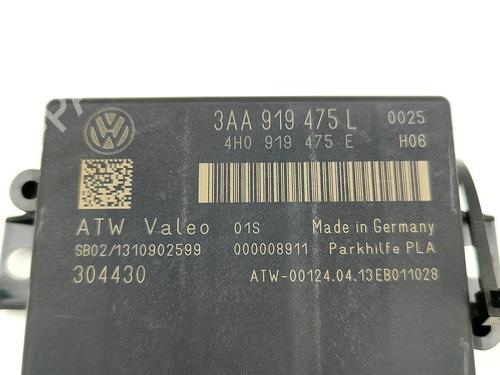 3AA 919 475 L 0025
4H0 919 475 E H06
ATW Valeo 01S Made in Germany
SB02/1310902599 000008911 Parkhilfe PLA
304430 ATW-00124.04.13EB011028